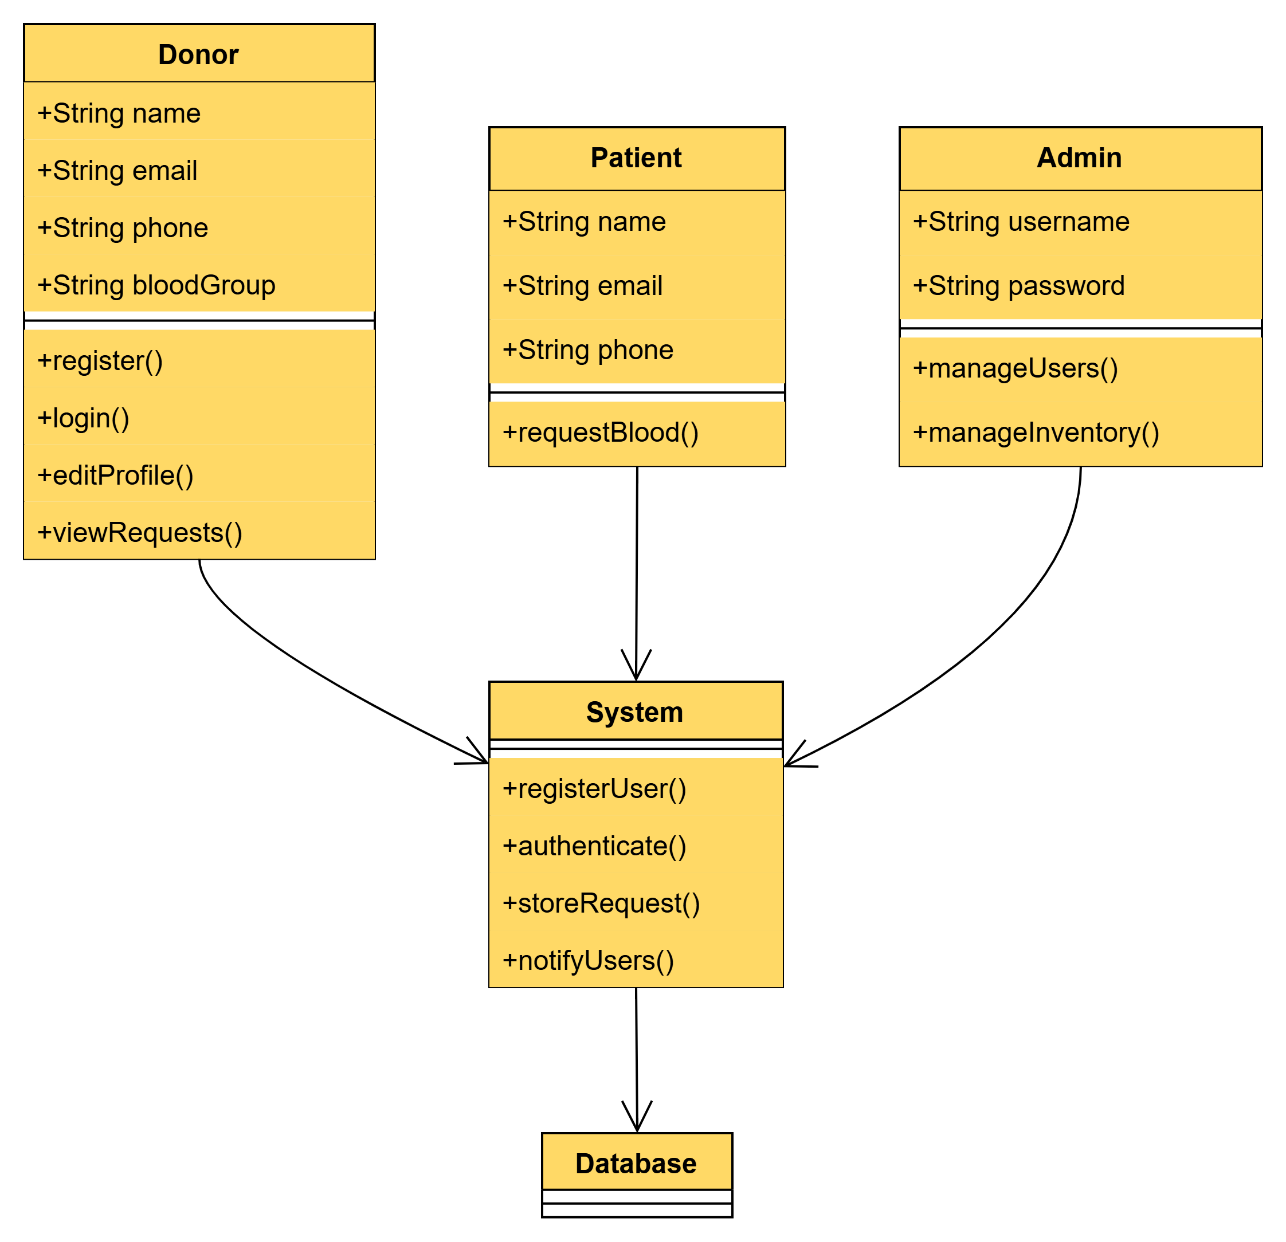 Donor
+String name
+String email
+String phone
+String bloodGroup
+register()
+login()
+editProfile()
+viewRequests()
Patient
+String name
+String email
+String phone
+requestBlood()
Admin
+String username
+String password
+manageUsers()
+manageInventory()
System
+registerUser()
+authenticate()
+storeRequest()
+notifyUsers()
Database